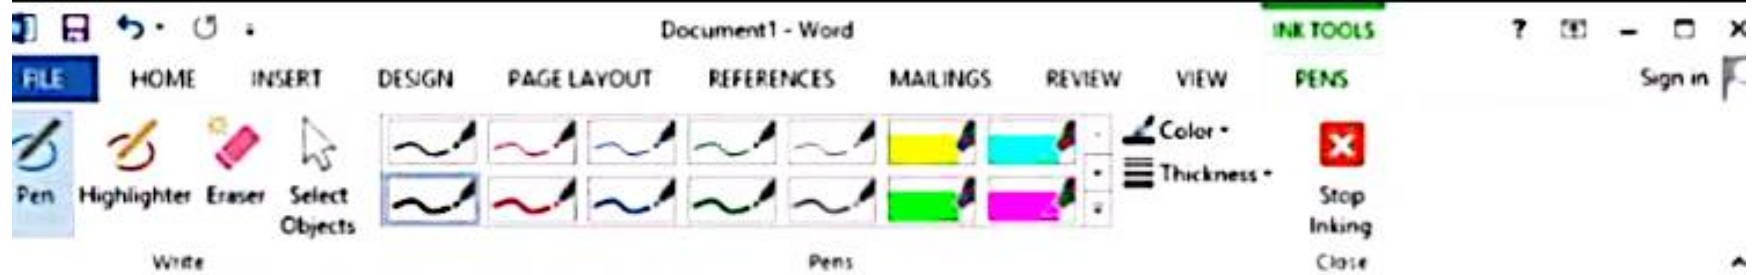 Document1 - Word
INK TOOLS
?
FILE HOME INSERT DESIGN PAGE LAYOUT REFERENCES MAILINGS REVIEW VIEW PENS Sign in
Color
Thickness
Pen Highlighter Eraser Select Objects
Stop Inking
Write Pens Close